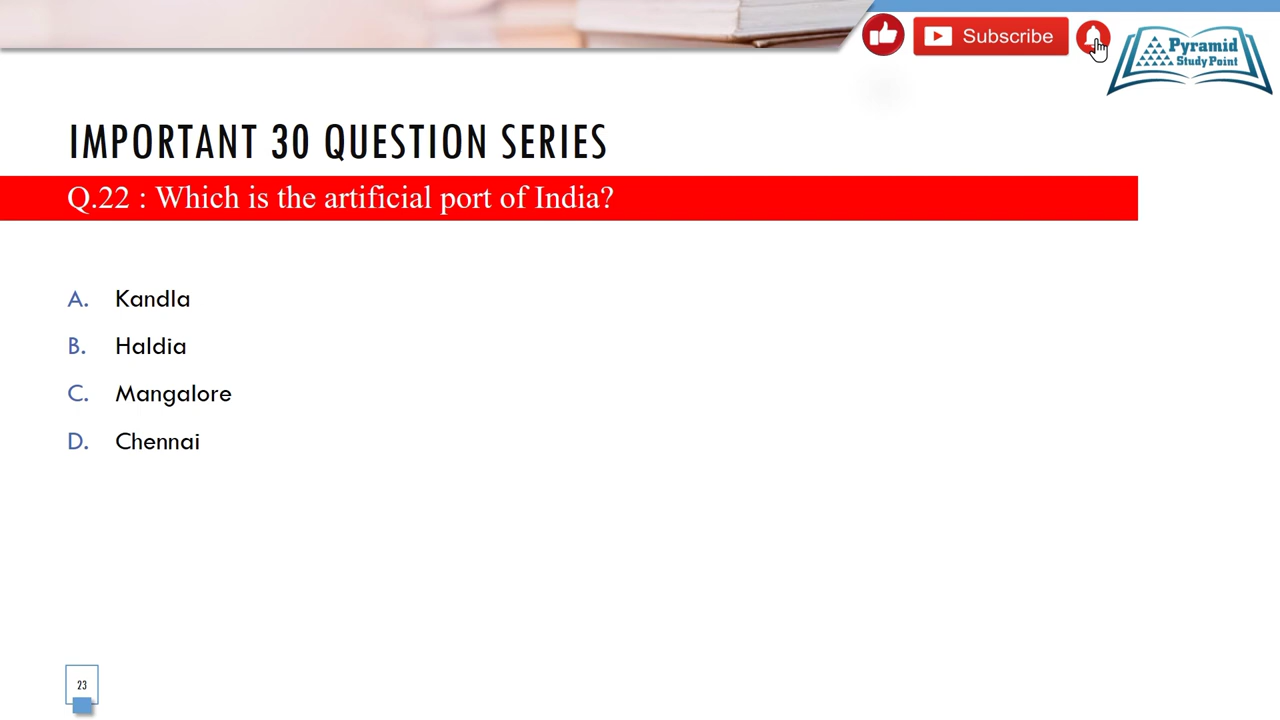 Subscribe
Pyramid
Study Point
IMPORTANT 30 QUESTION SERIES
Q.22 : Which is the artificial port of India?
A. Kandla
B. Haldia
C. Mangalore
D. Chennai
23